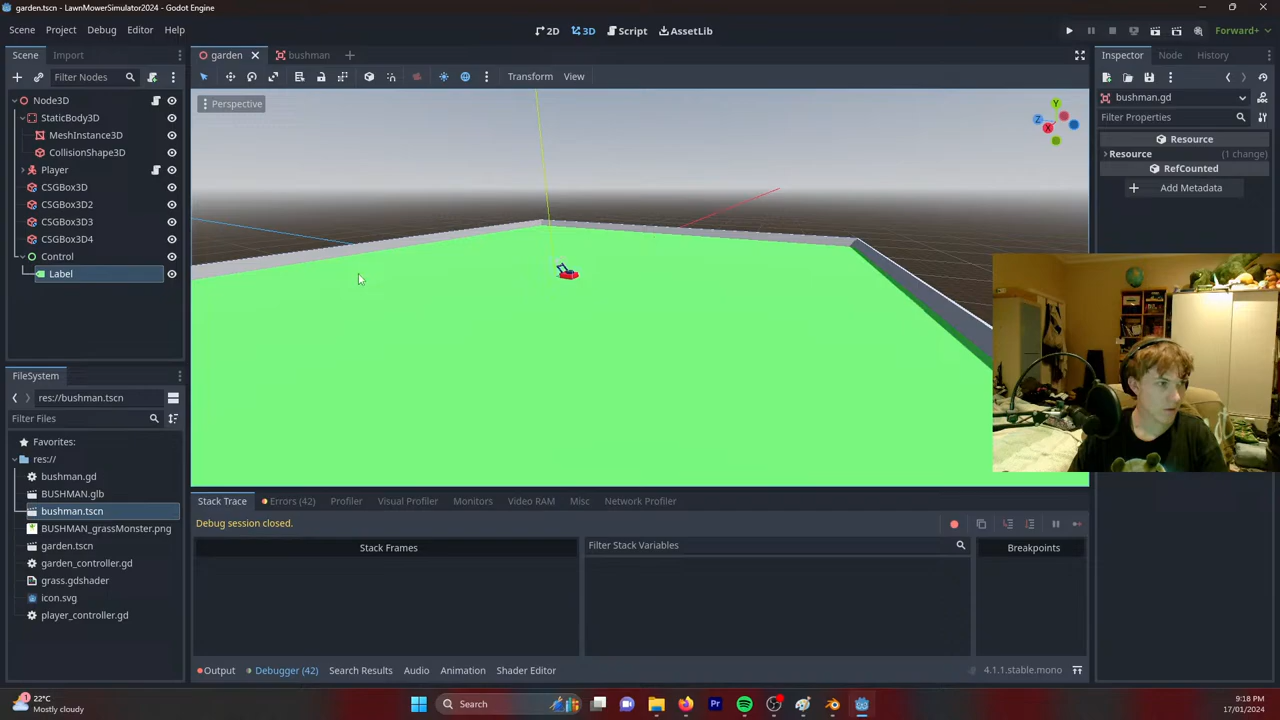 garden.tscn - LawnMowerSimulator2024 - Godot Engine
Scene Project Debug Editor Help
2D 3D Script AssetLib
Forward+
Scene Import
garden bushman
Inspector Node History
Filter Nodes
Transform View
bushman.gd
Perspective
Y
Z
X
Filter Properties
Resource
Resource (1 change)
RefCounted
Add Metadata
Node3D
StaticBody3D
MeshInstance3D
CollisionShape3D
Player
CSGBox3D
CSGBox3D2
CSGBox3D3
CSGBox3D4
Control
Label
FileSystem
res://bushman.tscn
Filter Files
Favorites:
res://
bushman.gd
BUSHMAN.glb
bushman.tscn
BUSHMAN_grassMonster.png
garden.tscn
garden_controller.gd
grass.gdshader
icon.svg
player_controller.gd
Stack Trace Errors (42) Profiler Visual Profiler Monitors Video RAM Misc Network Profiler
Debug session closed.
Stack Frames
Filter Stack Variables
Breakpoints
Output Debugger (42) Search Results Audio Animation Shader Editor
4.1.1.stable.mono
1
22°C
Mostly cloudy
Search
Pr
9:18 PM
17/01/2024